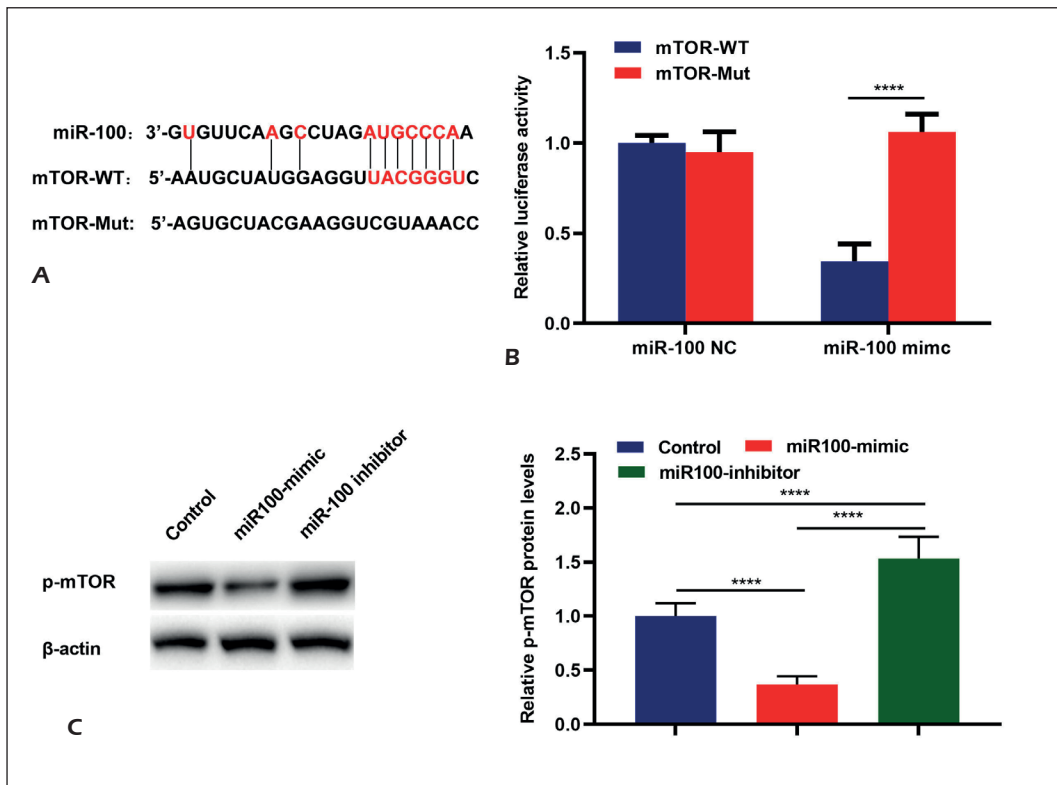 miR-100: 3'-GUGUUCAAGCCUAGAUGCCCAA
mTOR-WT: 5'-AAUGCUAUGGAGGUUACGGGUC
mTOR-Mut: 5'-AGUGCUACGAAGGUCGUAAACC
A
mTOR-WT
mTOR-Mut
Relative luciferase activity
1.5
1.0
0.5
0.0
****
miR-100 NC
miR-100 mimc
B
Control
miR100-mimic
miR-100 inhibitor
p-mTOR
β-actin
C
Control
miR100-mimic
miR100-inhibitor
Relative p-mTOR protein levels
2.5
2.0
1.5
1.0
0.5
0.0
****
****
****